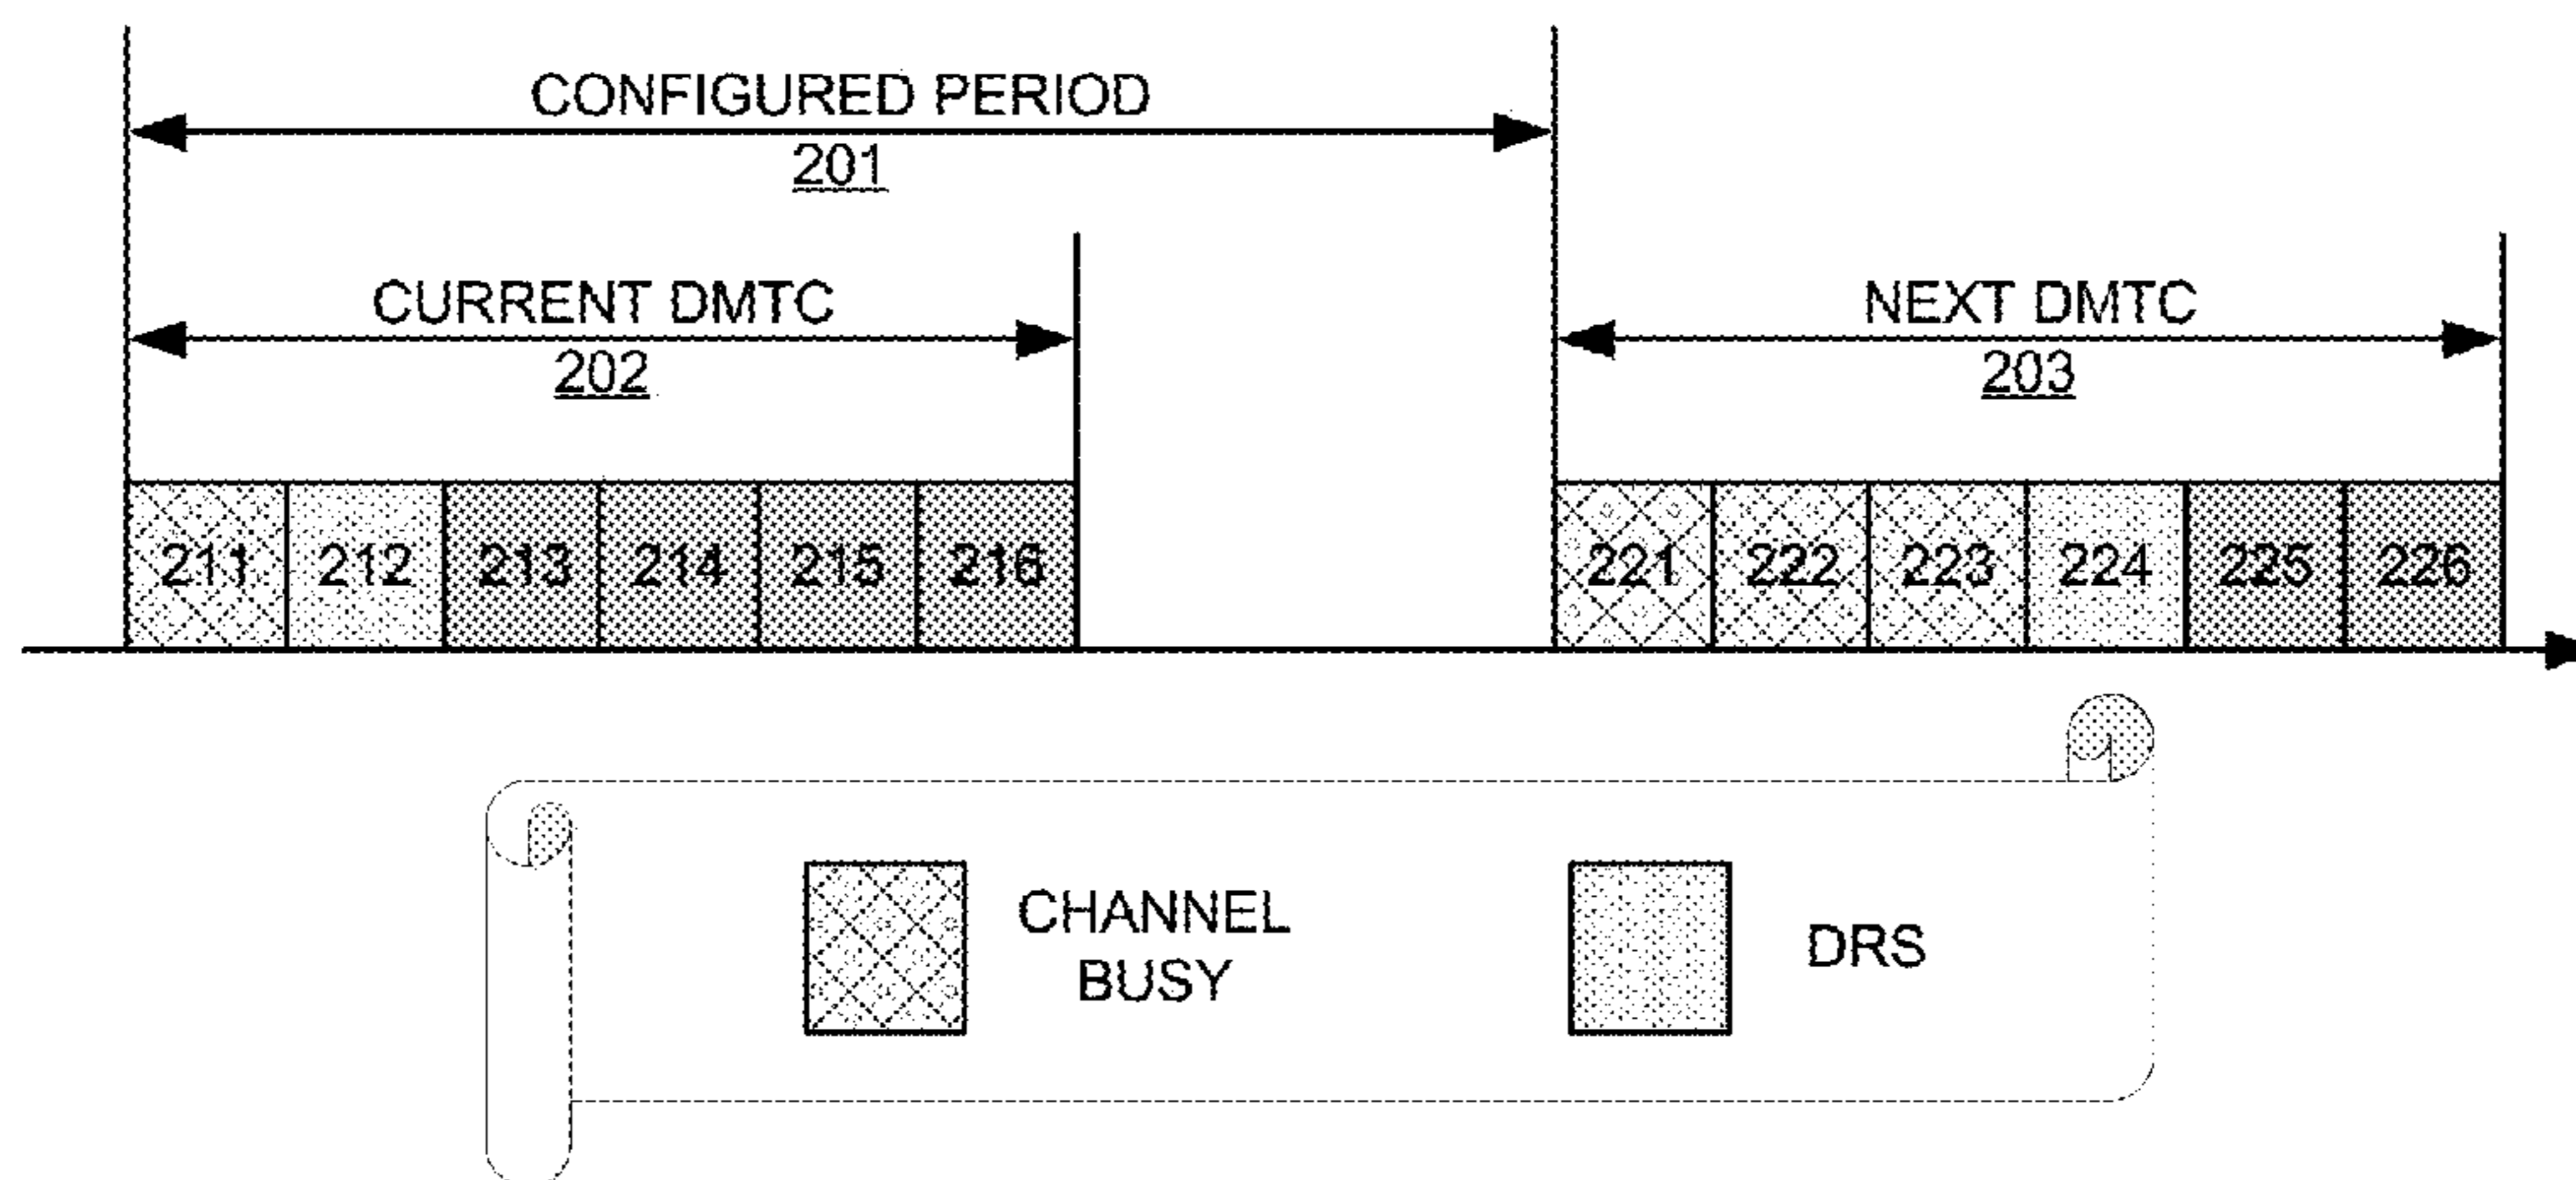 CONFIGURED PERIOD
201
CURRENT DMTC
202
NEXT DMTC
203
211 212 213 214 215 216 221 222 223 224 225 226
CHANNEL
BUSY
DRS